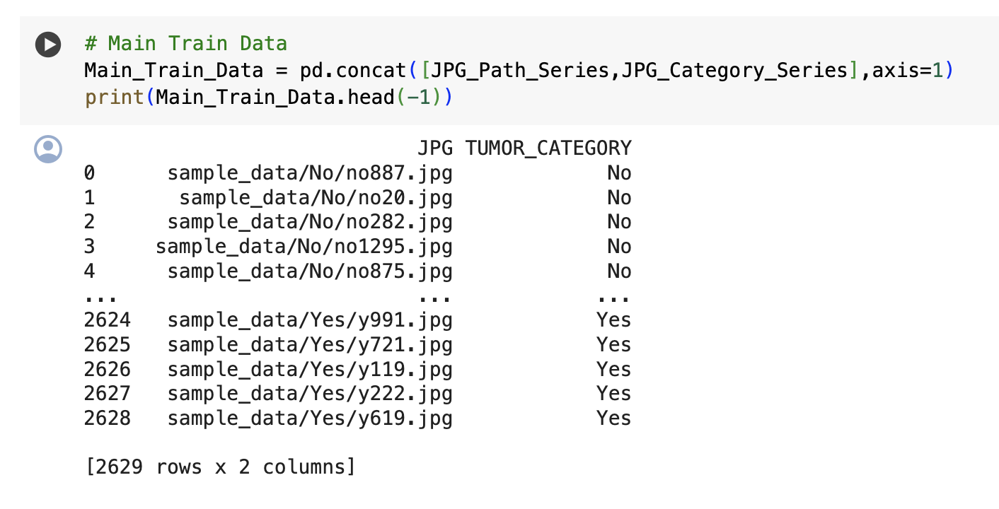 # Main Train Data
Main_Train_Data = pd.concat([JPG_Path_Series,JPG_Category_Series],axis=1)
print(Main_Train_Data.head(-1))
JPG TUMOR_CATEGORY
0 sample_data/No/no887.jpg No
1 sample_data/No/no20.jpg No
2 sample_data/No/no282.jpg No
3 sample_data/No/no1295.jpg No
4 sample_data/No/no875.jpg No
... ... ...
2624 sample_data/Yes/y991.jpg Yes
2625 sample_data/Yes/y721.jpg Yes
2626 sample_data/Yes/y119.jpg Yes
2627 sample_data/Yes/y222.jpg Yes
2628 sample_data/Yes/y619.jpg Yes
[2629 rows x 2 columns]